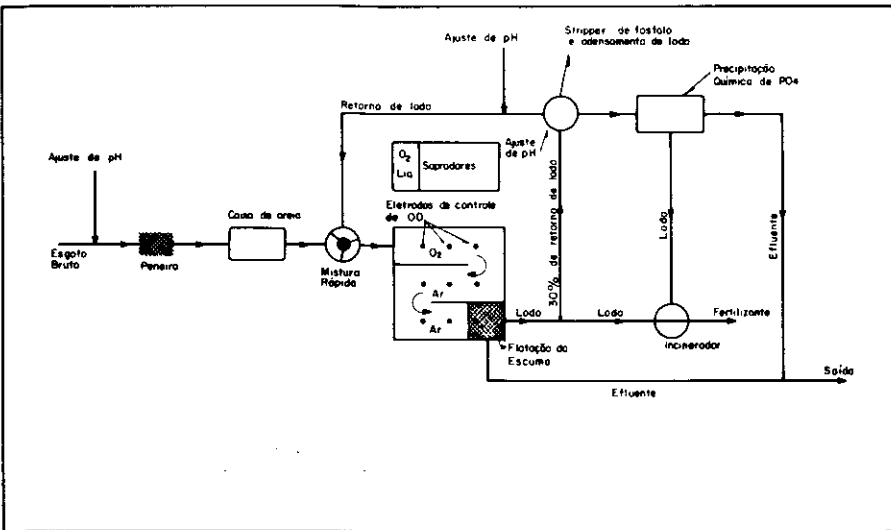 Stripper de fosfato
e adensamento de lodo
Ajuste de pH
Precipitação
Química de PO4
Retorno de lodo
Ajuste
de pH
O2
Liq
Sopradores
Ajuste de pH
Eletrodos de controle
de OD
Caixa de areia
30% de retorno de lodo
Lodo
Efluente
O2
Esgoto
Bruto
Peneira
Mistura
Rápida
Ar
Ar
Lodo
Lodo
Fertilizante
Incinerador
Flotação da
Escuma
Saída
Efluente